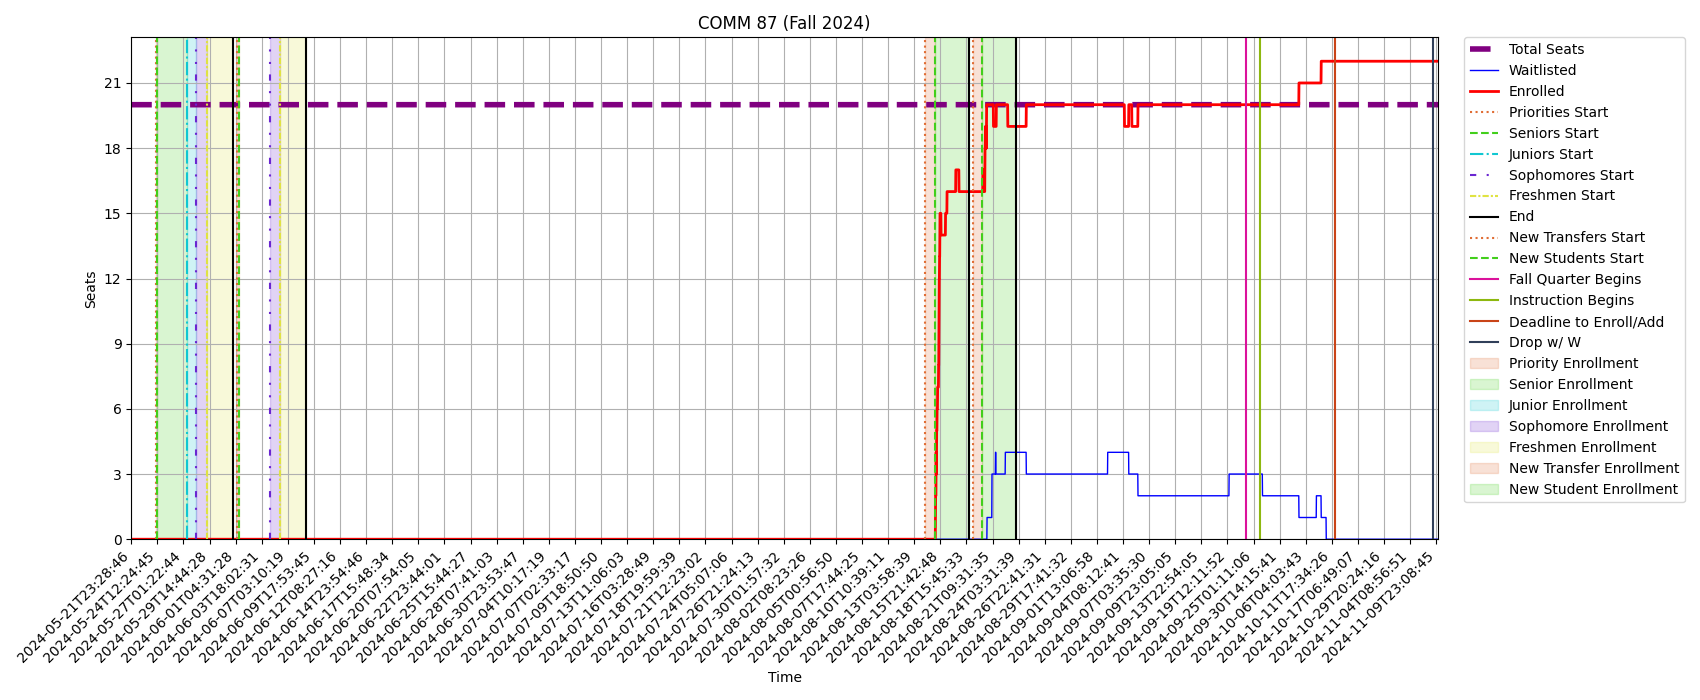 COMM 87 (Fall 2024)
Seats
21
18
15
12
9
6
3
0
2024-05-21T23:28:46
2024-05-24T12:24:45
2024-05-27T01:22:44
2024-05-29T14:44:28
2024-06-01T04:31:28
2024-06-03T18:02:31
2024-06-07T03:10:19
2024-06-09T17:53:45
2024-06-12T08:27:16
2024-06-14T23:54:46
2024-06-17T15:48:34
2024-06-20T07:54:05
2024-06-22T23:44:01
2024-06-25T15:44:27
2024-06-28T07:41:03
2024-06-30T23:53:47
2024-07-04T10:17:19
2024-07-07T02:33:17
2024-07-09T18:50:50
2024-07-13T11:06:03
2024-07-16T03:28:49
2024-07-18T19:59:39
2024-07-21T12:23:02
2024-07-24T05:07:06
2024-07-26T21:24:13
2024-07-30T01:57:32
2024-08-02T08:23:26
2024-08-05T00:56:50
2024-08-07T17:44:25
2024-08-10T10:39:11
2024-08-13T03:58:39
2024-08-15T21:42:48
2024-08-18T15:45:33
2024-08-21T09:31:35
2024-08-24T03:31:39
2024-08-26T22:41:31
2024-08-29T17:41:32
2024-09-01T13:06:58
2024-09-04T08:12:41
2024-09-07T03:35:30
2024-09-09T23:05:05
2024-09-13T22:54:05
2024-09-19T12:11:52
2024-09-25T01:11:06
2024-09-30T14:15:41
2024-10-06T04:03:43
2024-10-11T17:34:26
2024-10-17T06:49:07
2024-10-29T20:24:16
2024-11-04T08:56:51
2024-11-09T23:08:45
Time
Total Seats
Waitlisted
Enrolled
Priorities Start
Seniors Start
Juniors Start
Sophomores Start
Freshmen Start
End
New Transfers Start
New Students Start
Fall Quarter Begins
Instruction Begins
Deadline to Enroll/Add
Drop w/ W
Priority Enrollment
Senior Enrollment
Junior Enrollment
Sophomore Enrollment
Freshmen Enrollment
New Transfer Enrollment
New Student Enrollment